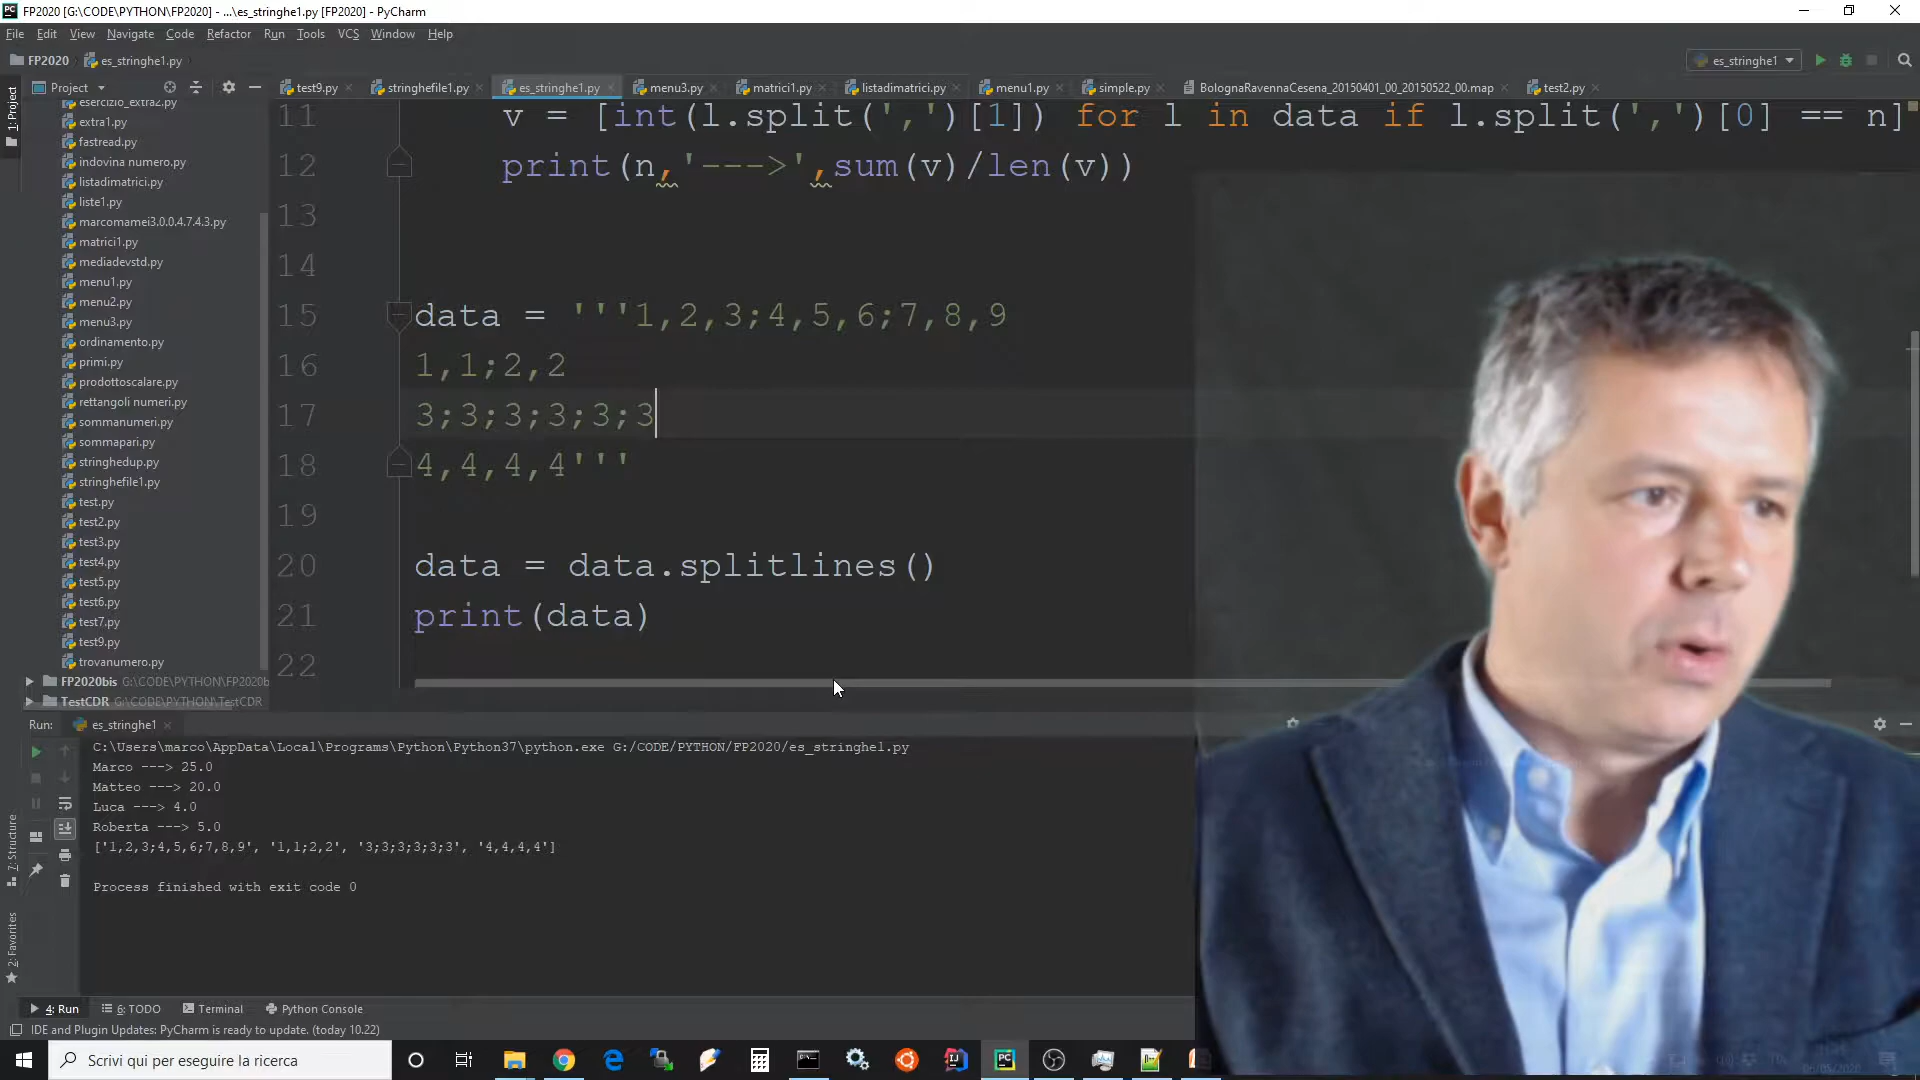 FP2020 [G:\CODE\PYTHON\FP2020] - ...\es_stringhe1.py [FP2020] - PyCharm
File Edit View Navigate Code Refactor Run Tools VCS Window Help
FP2020 es_stringhe1.py
es_stringhe1
1: Project
Project
test9.py stringhefile1.py es_stringhe1.py menu3.py matrici1.py listadimatrici.py menu1.py simple.py BolognaRavennaCesena_20150401_00_20150522_00.map test2.py
esercizio_extra2.py
extra1.py
fastread.py
indovina numero.py
listadimatrici.py
liste1.py
marcomamei3.0.0.4.7.4.3.py
matrici1.py
mediadevstd.py
menu1.py
menu2.py
menu3.py
ordinamento.py
primi.py
prodottoscalare.py
rettangoli numeri.py
sommanumeri.py
sommapari.py
stringhedup.py
stringhefile1.py
test.py
test2.py
test3.py
test4.py
test5.py
test6.py
test7.py
test9.py
trovanumero.py
FP2020bis G:\CODE\PYTHON\FP2020b
TestCDR G:\CODE\PYTHON\TestCDR
11 v = [int(l.split(',')[1]) for l in data if l.split(',')[0] == n]
12 print(n,'--->',sum(v)/len(v))
13
14
15 data = '''1,2,3;4,5,6;7,8,9
16 1,1;2,2
17 3;3;3;3;3;3
18 4,4,4,4'''
19
20 data = data.splitlines()
21 print(data)
22
Run: es_stringhe1
C:\Users\marco\AppData\Local\Programs\Python\Python37\python.exe G:/CODE/PYTHON/FP2020/es_stringhe1.py
Marco ---> 25.0
Matteo ---> 20.0
Luca ---> 4.0
Roberta ---> 5.0
['1,2,3;4,5,6;7,8,9', '1,1;2,2', '3;3;3;3;3;3', '4,4,4,4']
Process finished with exit code 0
7: Structure
2: Favorites
4: Run 6: TODO Terminal Python Console
IDE and Plugin Updates: PyCharm is ready to update. (today 10.22)
Scrivi qui per eseguire la ricerca